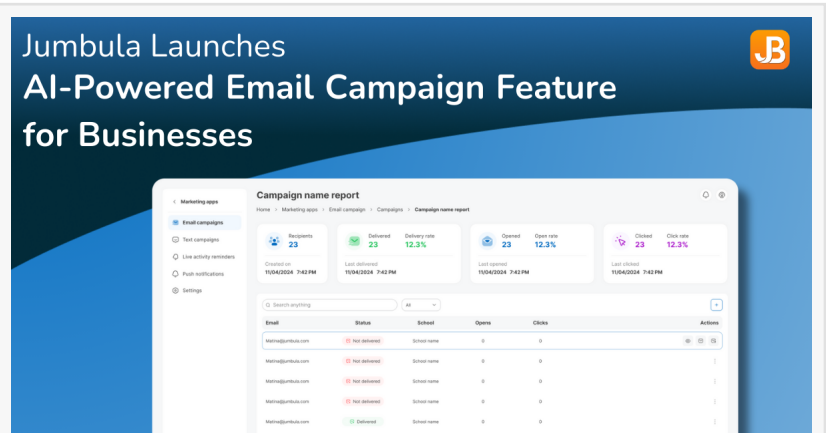 Jumbula Launches
JB
AI-Powered Email Campaign Feature
for Businesses
Marketing apps
Campaign name report
Home > Marketing apps > Email campaign > Campaigns > Campaign name report
Email campaigns
Text campaigns
Live activity reminders
Push notifications
Settings
Recipients
23
Created on
11/04/2024 7:42 PM
Delivered Delivery rate
23 12.3%
Last delivered
11/04/2024 7:42 PM
Opened Open rate
23 12.3%
Last opened
11/04/2024 7:42 PM
Clicked Click rate
23 12.3%
Last clicked
11/04/2024 7:42 PM
Search anything All
Email Status School Opens Clicks Actions
Matina@jumbula.com Not delivered School name 0 0
Matina@jumbula.com Not delivered School name 0 0
Matina@jumbula.com Not delivered School name 0 0
Matina@jumbula.com Not delivered School name 0 0
Matina@jumbula.com Delivered School name 0 0